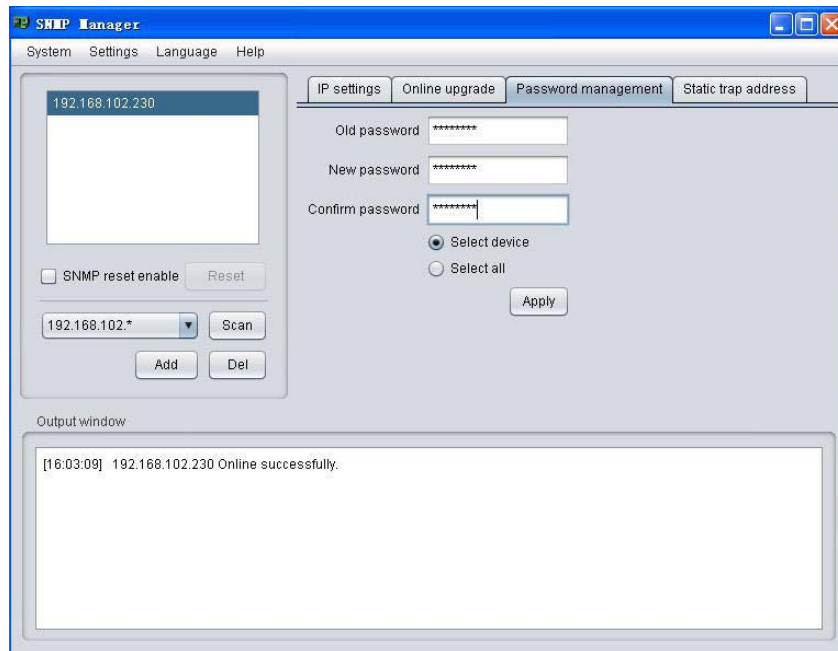 SNMP Manager
System Settings Language Help
192.168.102.230
SNMP reset enable Reset
192.168.102.* Scan
Add Del
IP settings Online upgrade Password management Static trap address
Old password ********
New password ********
Confirm password ********
Select device
Select all
Apply
Output window
[16:03:09] 192.168.102.230 Online successfully.